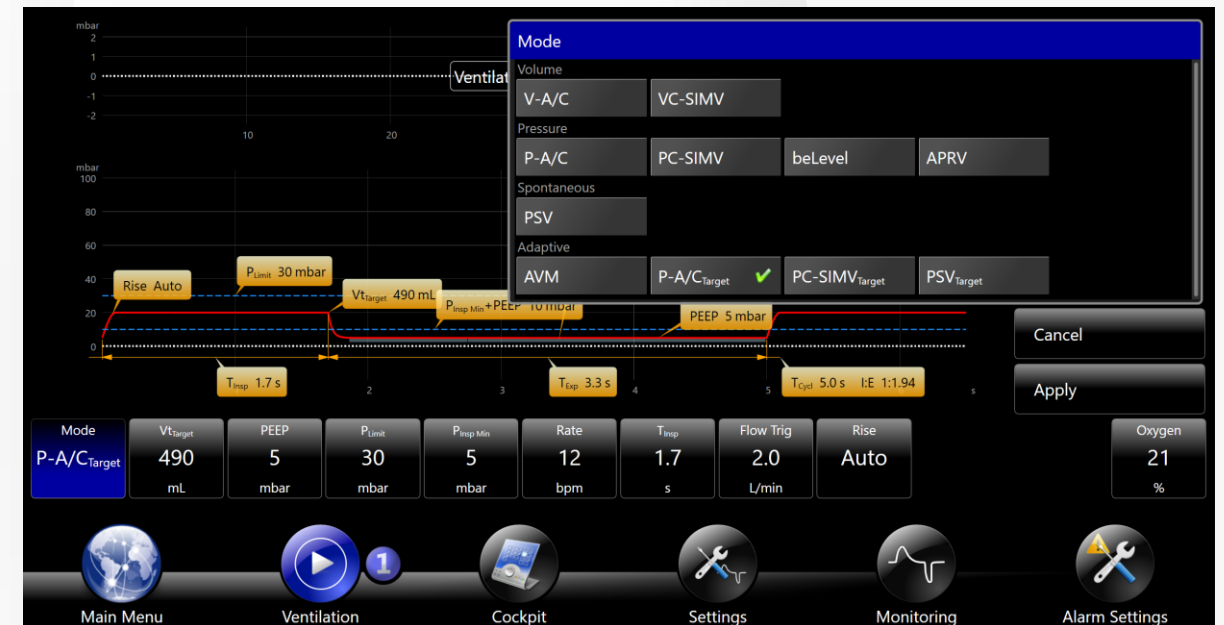 mbar
2
1
0
-1
-2
10
20
Ventilat
Mode
Volume
V-A/C
VC-SIMV
Pressure
P-A/C
PC-SIMV
beLevel
APRV
Spontaneous
PSV
Adaptive
AVM
P-A/CTarget
PC-SIMVTarget
PSVTarget
mbar
100
80
60
40
20
0
Rise Auto
PLimit 30 mbar
VtTarget 490 mL
PInsp Min+PEEP 10 mbar
PEEP 5 mbar
TInsp 1.7 s
2
3
TExp 3.3 s
4
5
TCycl 5.0 s I:E 1:1.94
s
Cancel
Apply
Mode
P-A/CTarget
VtTarget
490
mL
PEEP
5
mbar
PLimit
30
mbar
PInsp Min
5
mbar
Rate
12
bpm
TInsp
1.7
s
Flow Trig
2.0
L/min
Rise
Auto
Oxygen
21
%
1
Main Menu
Ventilation
Cockpit
Settings
Monitoring
Alarm Settings